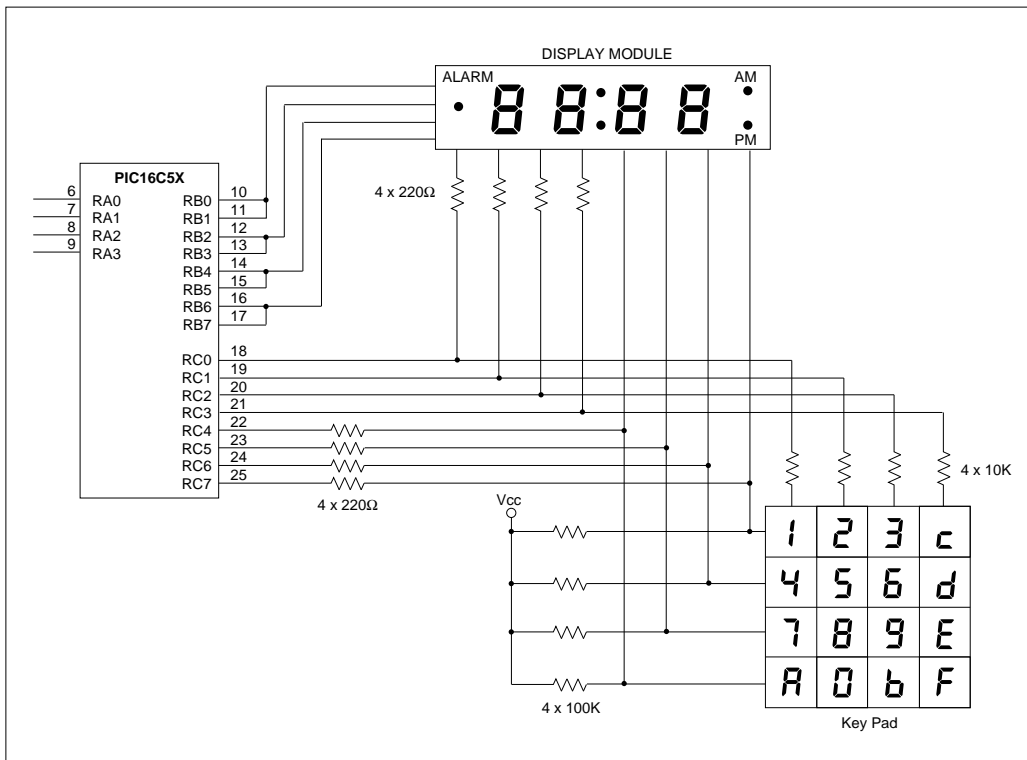 DISPLAY MODULE
ALARM
88:88
AM
PM
4 x 220Ω
PIC16C5X
6 RA0
7 RA1
8 RA2
9 RA3
RB0 10
RB1 11
RB2 12
RB3 13
RB4 14
RB5 15
RB6 16
RB7 17
RC0 18
RC1 19
RC2 20
RC3 21
RC4 22
RC5 23
RC6 24
RC7 25
4 x 220Ω
4 x 10K
Vcc
1 2 3 c
4 5 6 d
7 8 9 E
A 0 b F
4 x 100K
Key Pad